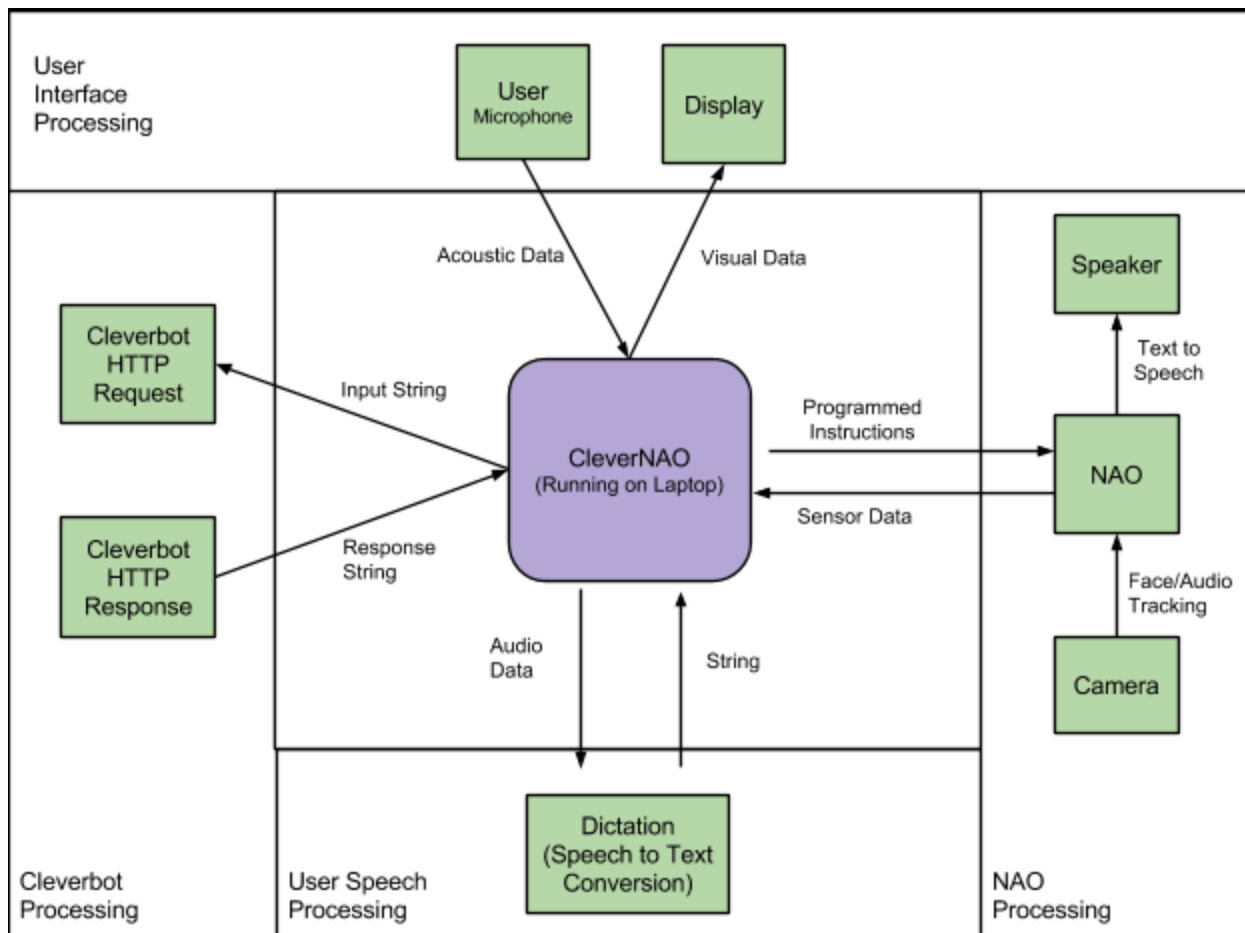 User
Interface
Processing
User
Microphone
Display
Acoustic Data
Visual Data
Speaker
Cleverbot
HTTP
Request
Input String
Text to
Speech
Programmed
Instructions
CleverNAO
(Running on Laptop)
NAO
Sensor Data
Cleverbot
HTTP
Response
Response
String
Face/Audio
Tracking
Audio
Data
String
Camera
Dictation
(Speech to Text
Conversion)
Cleverbot
Processing
User Speech
Processing
NAO
Processing